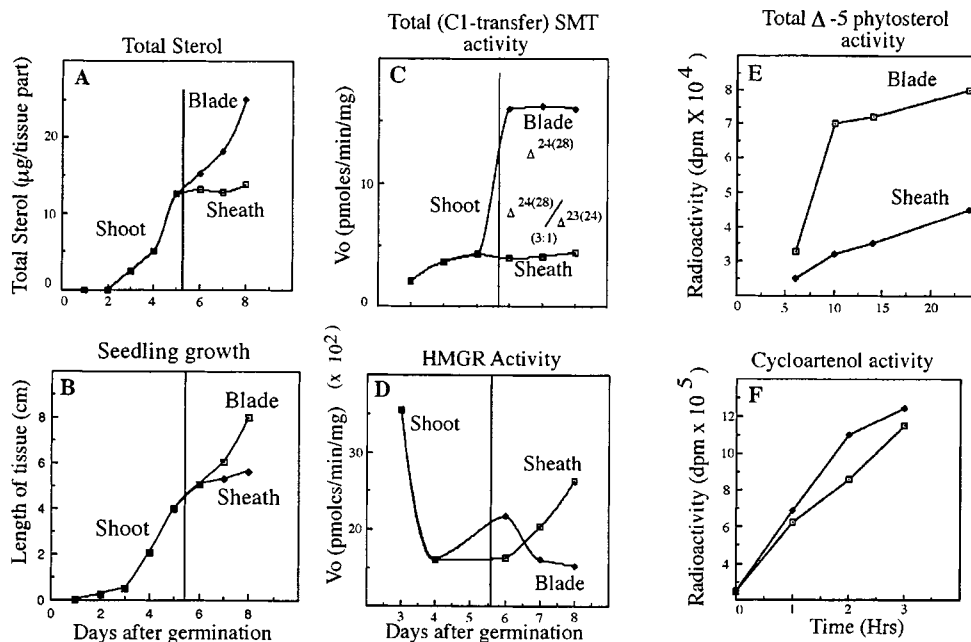 Total Sterol
A
Total Sterol (µg/tissue part)
20
10
0
Blade
Shoot
Sheath
0 2 4 6 8
Total (C1-transfer) SMT
activity
C
Vo (pmoles/min/mg)
10
0
Blade
Δ24(28)
Shoot
Δ24(28)/Δ23(24)
(3:1)
Sheath
Total Δ -5 phytosterol
activity
E
Radioactivity (dpm X 10 4)
8
7
6
5
4
3
Blade
Sheath
0 5 10 15 20
Seedling growth
B
Length of tissue (cm)
8
6
4
2
0
Blade
Shoot
Sheath
0 2 4 6 8
Days after germination
HMGR Activity
D
Vo (pmolcs/min/mg) (x 10 2)
30
20
10
Shoot
Sheath
Blade
3 4 5 6 7 8
Days after germination
Cycloartenol activity
F
Radioactivity (dpm x 10 5)
12
10
8
6
4
0 1 2 3
Time (Hrs)